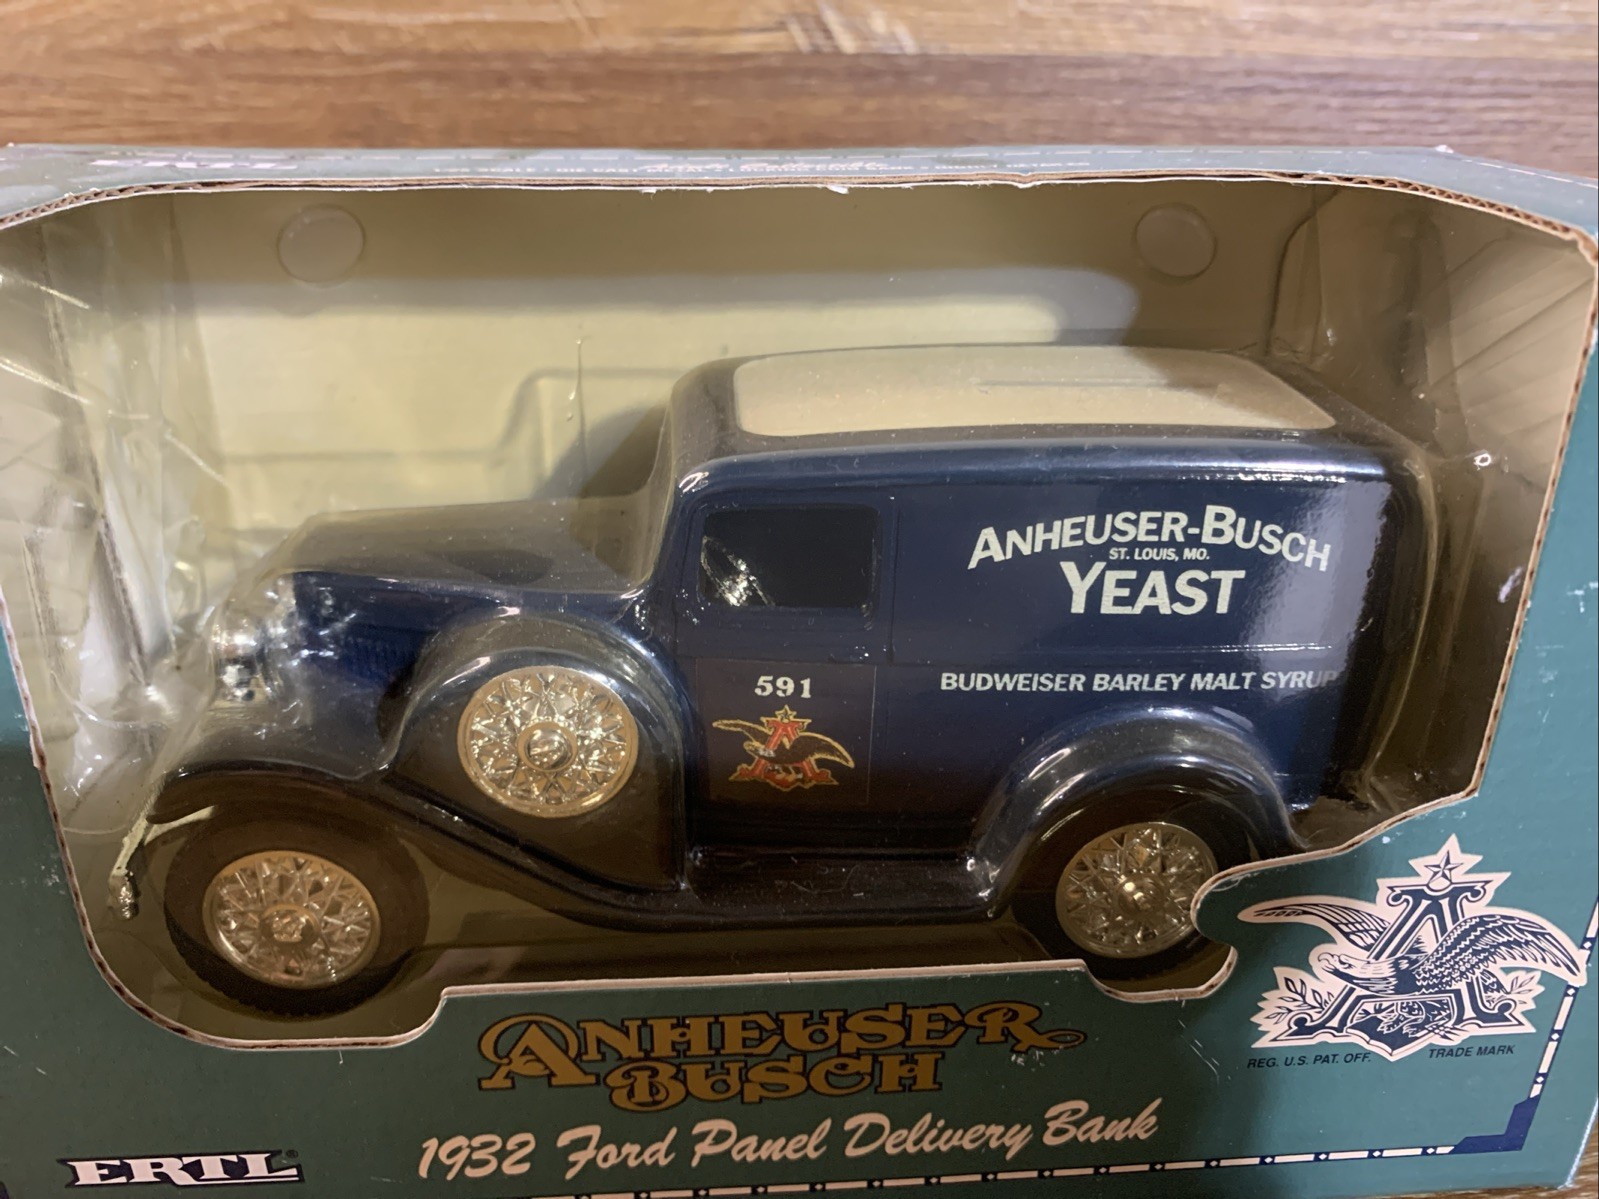 ANHEUSER-BUSCH
ST. LOUIS, MO.
YEAST
591
BUDWEISER BARLEY MALT SYRUP
ANHEUSER
BUSCH
1932 Ford Panel Delivery Bank
ERTL®
REG. U.S. PAT. OFF. TRADE MARK